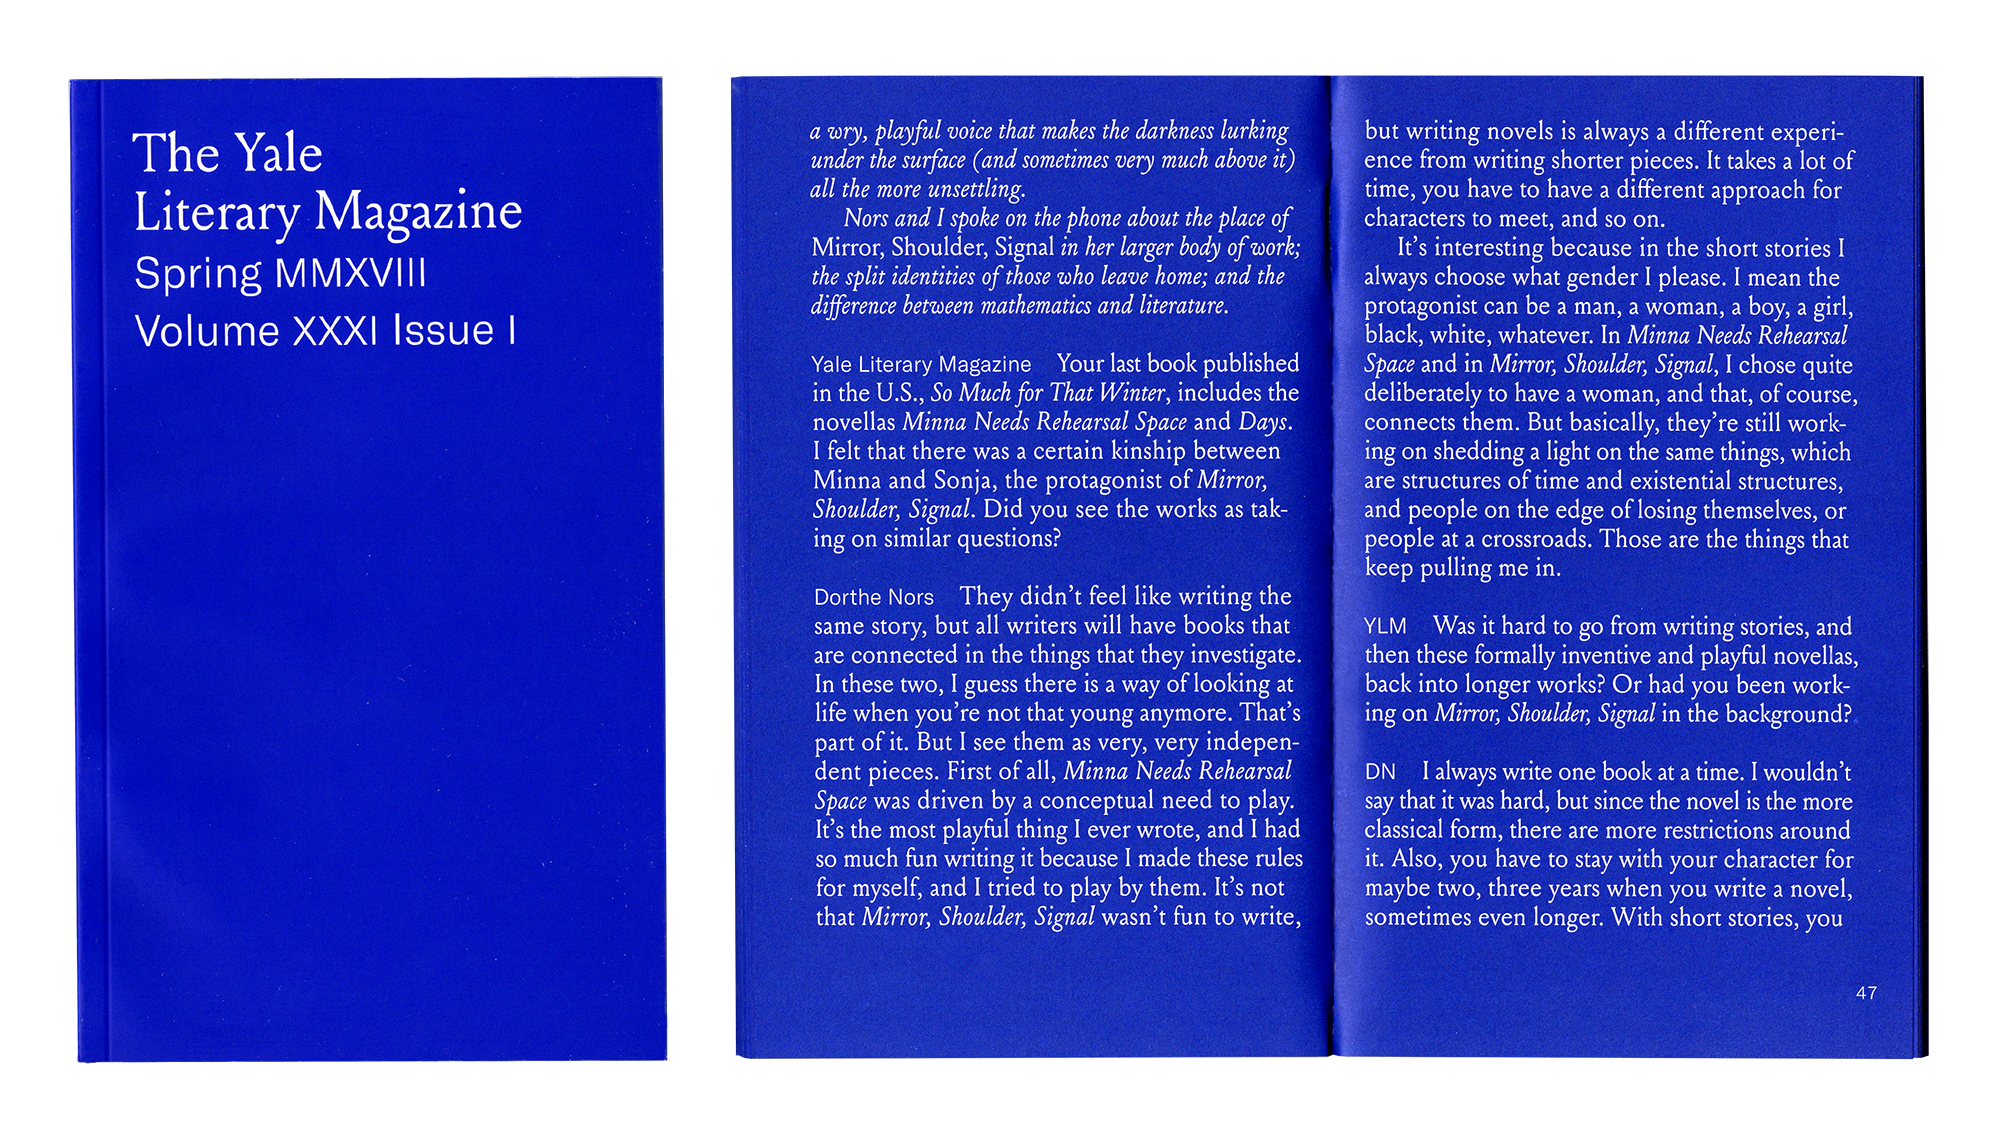 The Yale
Literary Magazine
Spring MMXVIII
Volume XXXI Issue I
a wry, playful voice that makes the darkness lurking
under the surface (and sometimes very much above it)
all the more unsettling.
Nors and I spoke on the phone about the place of
Mirror, Shoulder, Signal in her larger body of work;
the split identities of those who leave home; and the
difference between mathematics and literature.
Yale Literary Magazine Your last book published
in the U.S., So Much for That Winter, includes the
novellas Minna Needs Rehearsal Space and Days.
I felt that there was a certain kinship between
Minna and Sonja, the protagonist of Mirror,
Shoulder, Signal. Did you see the works as tak-
ing on similar questions?
Dorthe Nors They didn't feel like writing the
same story, but all writers will have books that
are connected in the things that they investigate.
In these two, I guess there is a way of looking at
life when you're not that young anymore. That's
part of it. But I see them as very, very indepen-
dent pieces. First of all, Minna Needs Rehearsal
Space was driven by a conceptual need to play.
It's the most playful thing I ever wrote, and I had
so much fun writing it because I made these rules
for myself, and I tried to play by them. It's not
that Mirror, Shoulder, Signal wasn't fun to write,
but writing novels is always a different experi-
ence from writing shorter pieces. It takes a lot of
time, you have to have a different approach for
characters to meet, and so on.
It's interesting because in the short stories I
always choose what gender I please. I mean the
protagonist can be a man, a woman, a boy, a girl,
black, white, whatever. In Minna Needs Rehearsal
Space and in Mirror, Shoulder, Signal, I chose quite
deliberately to have a woman, and that, of course,
connects them. But basically, they're still work-
ing on shedding a light on the same things, which
are structures of time and existential structures,
and people on the edge of losing themselves, or
people at a crossroads. Those are the things that
keep pulling me in.
YLM Was it hard to go from writing stories, and
then these formally inventive and playful novellas,
back into longer works? Or had you been work-
ing on Mirror, Shoulder, Signal in the background?
DN I always write one book at a time. I wouldn't
say that it was hard, but since the novel is the more
classical form, there are more restrictions around
it. Also, you have to stay with your character for
maybe two, three years when you write a novel,
sometimes even longer. With short stories, you
47